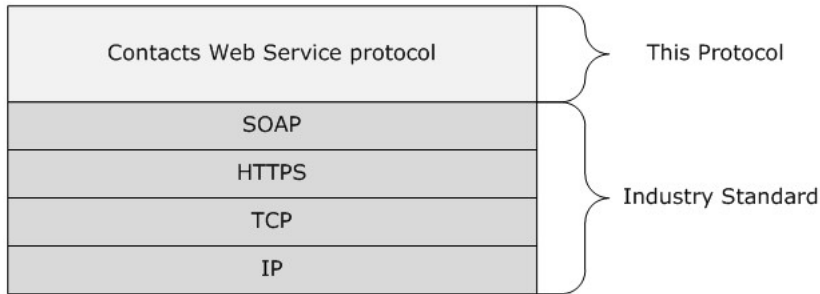 Contacts Web Service protocol
This Protocol
SOAP
HTTPS
TCP
IP
Industry Standard